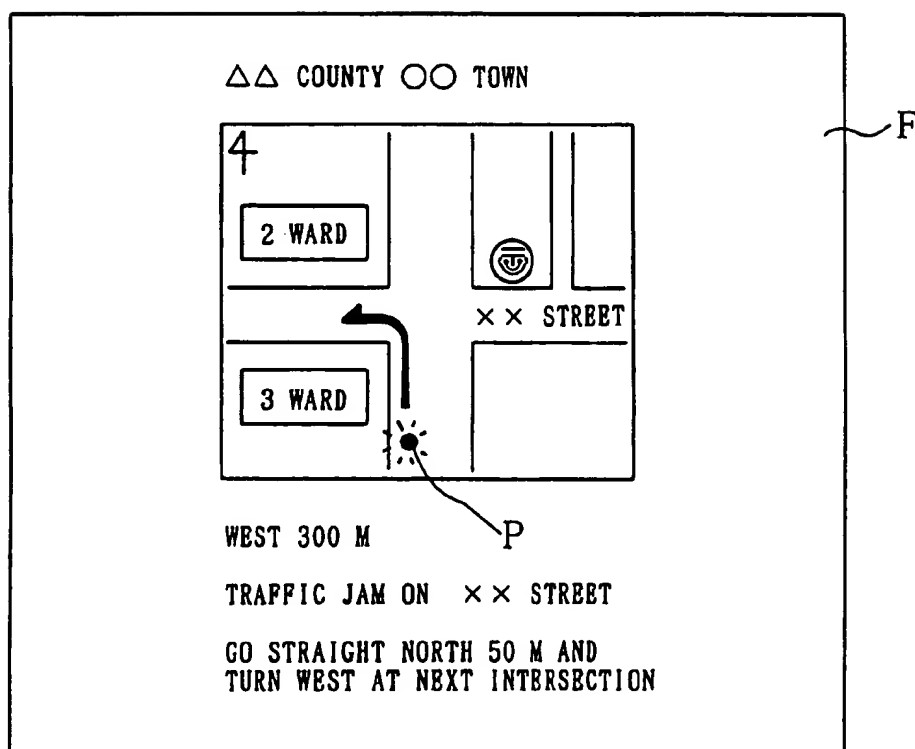 △△ COUNTY ○○ TOWN
F
4
2 WARD
×× STREET
3 WARD
P
WEST 300 M
TRAFFIC JAM ON ×× STREET
GO STRAIGHT NORTH 50 M AND
TURN WEST AT NEXT INTERSECTION